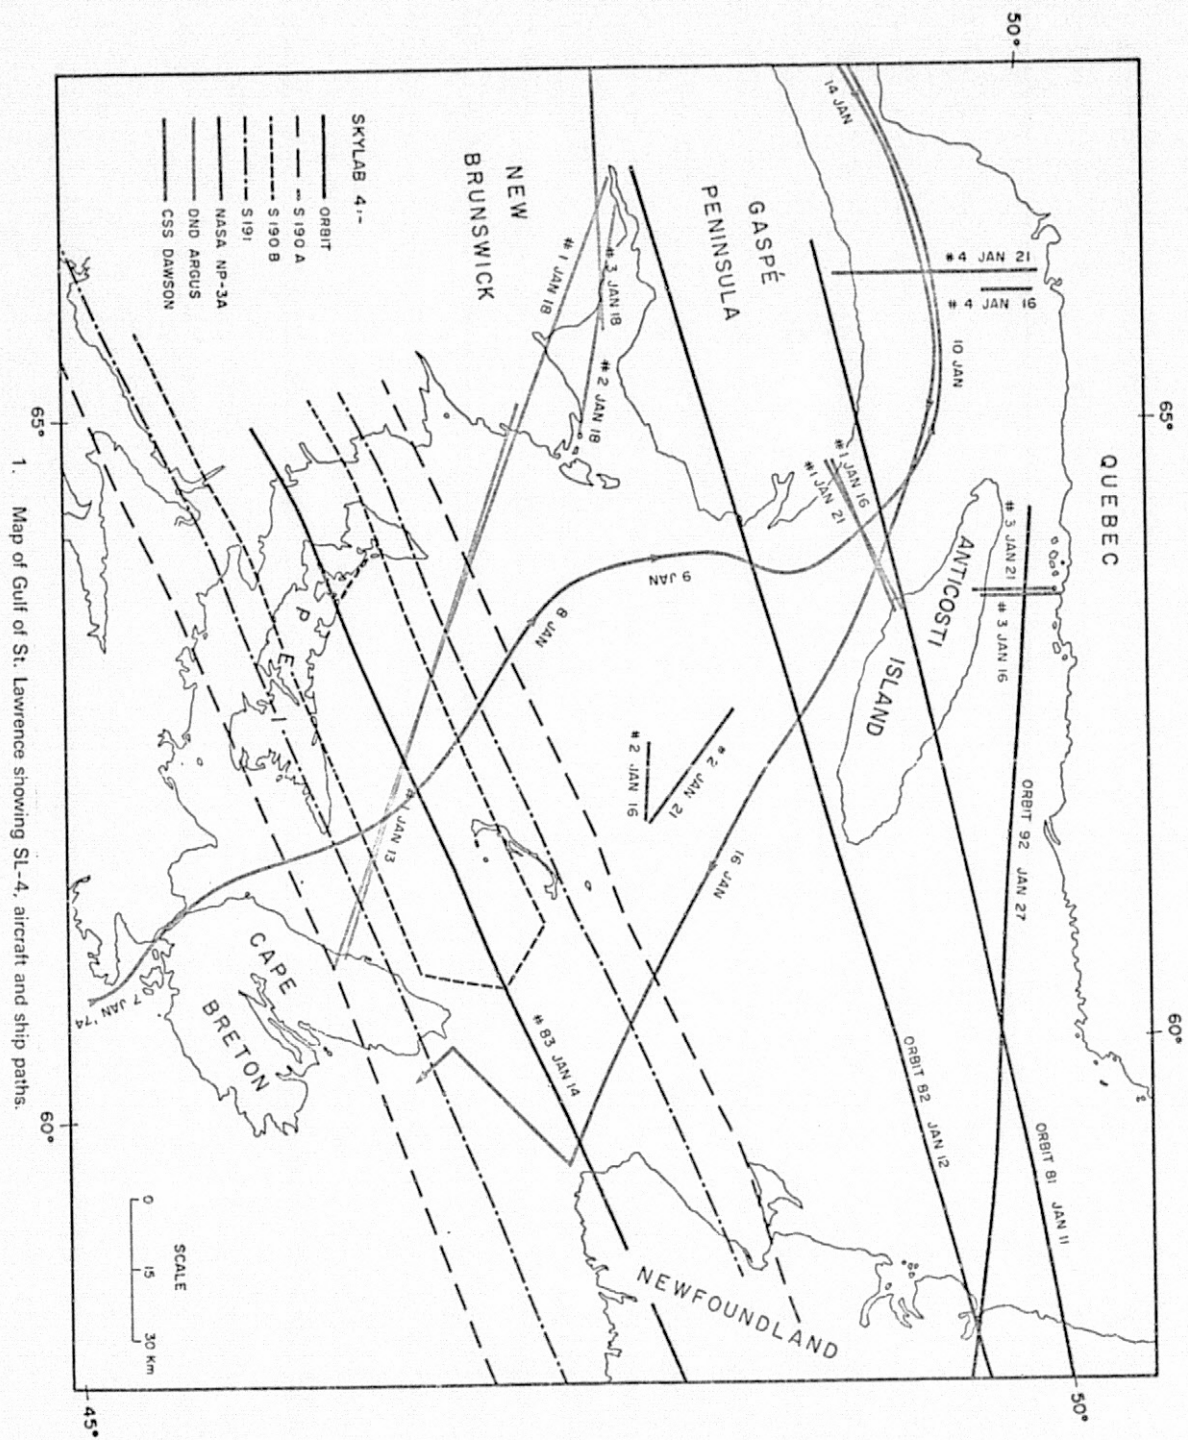 50°
65°
60°
50°
65°
60°
45°
QUEBEC
14 JAN
#4 JAN 21
#4 JAN 16
10 JAN
GASPÉ
PENINSULA
NEW
BRUNSWICK
#1 JAN 18
#3 JAN 18
#2 JAN 18
#1 JAN 16
#1 JAN 21
#3 JAN 21
#3 JAN 16
ANTICOSTI
ISLAND
9 JAN
8 JAN
#2 JAN 16
#2 JAN 21
16 JAN
ORBIT 92 JAN 27
ORBIT 82 JAN 12
ORBIT 81 JAN 11
#83 JAN 14
#1 JAN 13
P E I
CAPE
BRETON
7 JAN '74
NEWFOUNDLAND
SKYLAB 4:-
ORBIT
S 190 A
S 190 B
S 191
NASA NP-3A
DND ARGUS
CSS DAWSON
0 15 30 Km
SCALE
1. Map of Gulf of St. Lawrence showing SL-4, aircraft and ship paths.